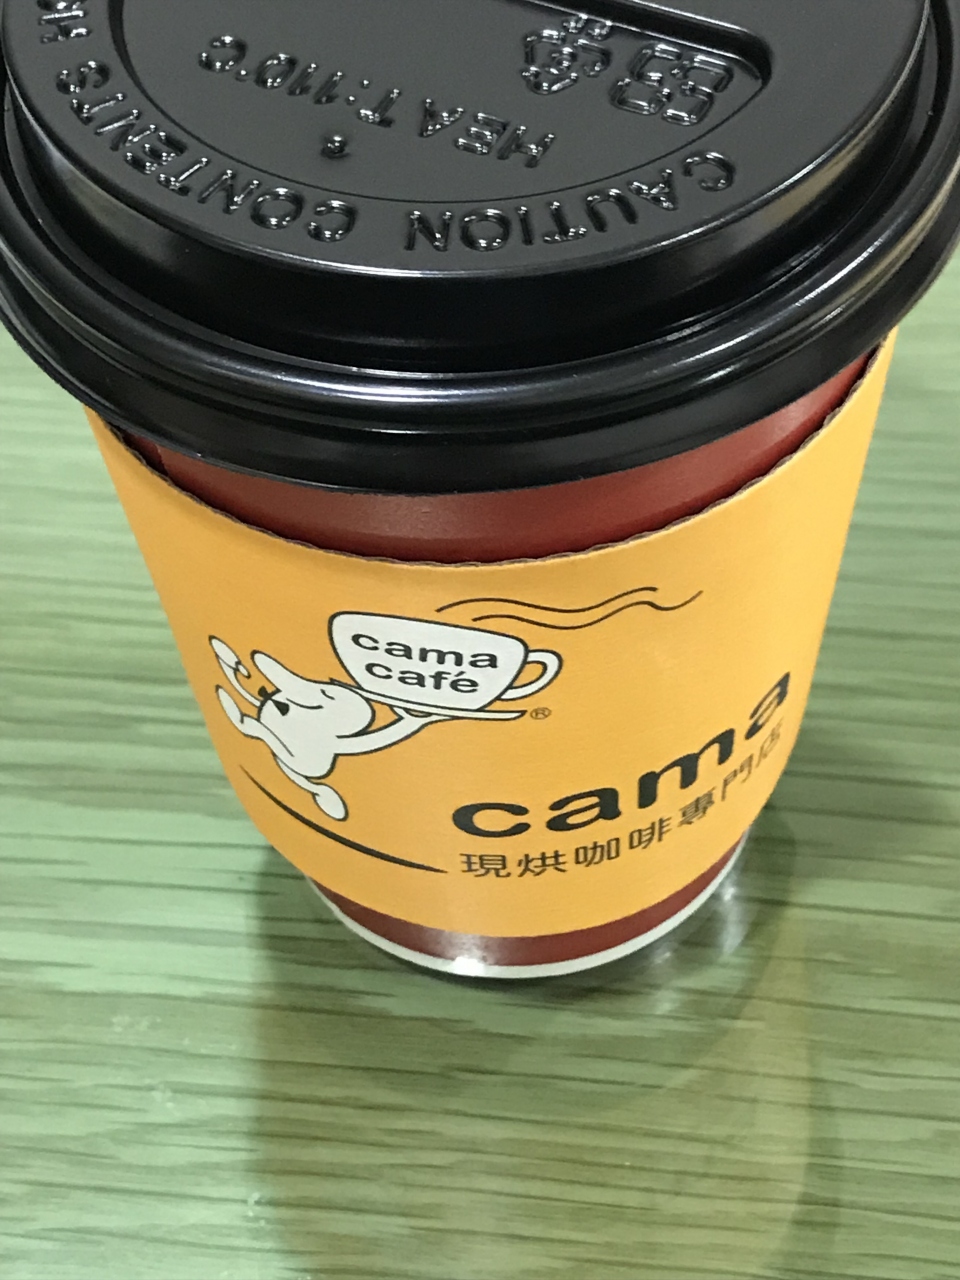 CAUTION CONTENTS H
HEAT:110°C
cama
café
®
cama
現烘咖啡專門店